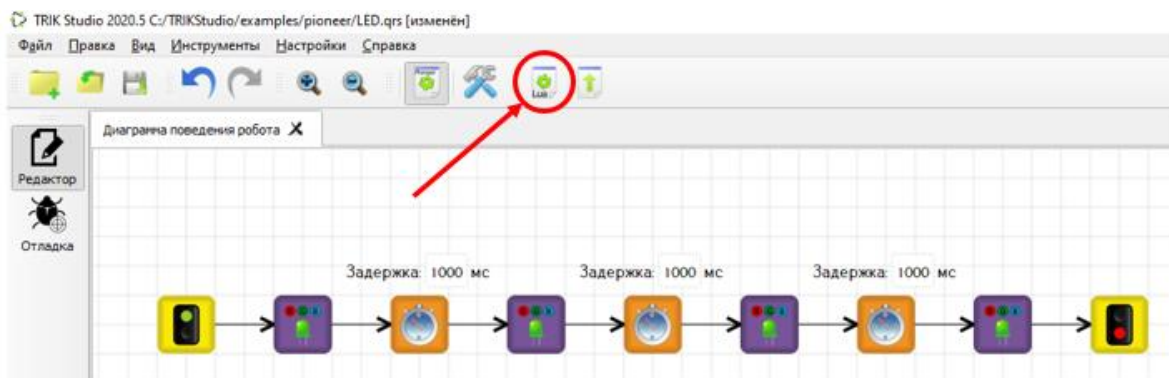 TRIK Studio 2020.5 C:/TRIKStudio/examples/pioneer/LED.qrs [изменён]
Файл Правка Вид Инструменты Настройки Справка
Lua
Диаграмма поведения робота X
Редактор
Отладка
Задержка: 1000 мс Задержка: 1000 мс Задержка: 1000 мс